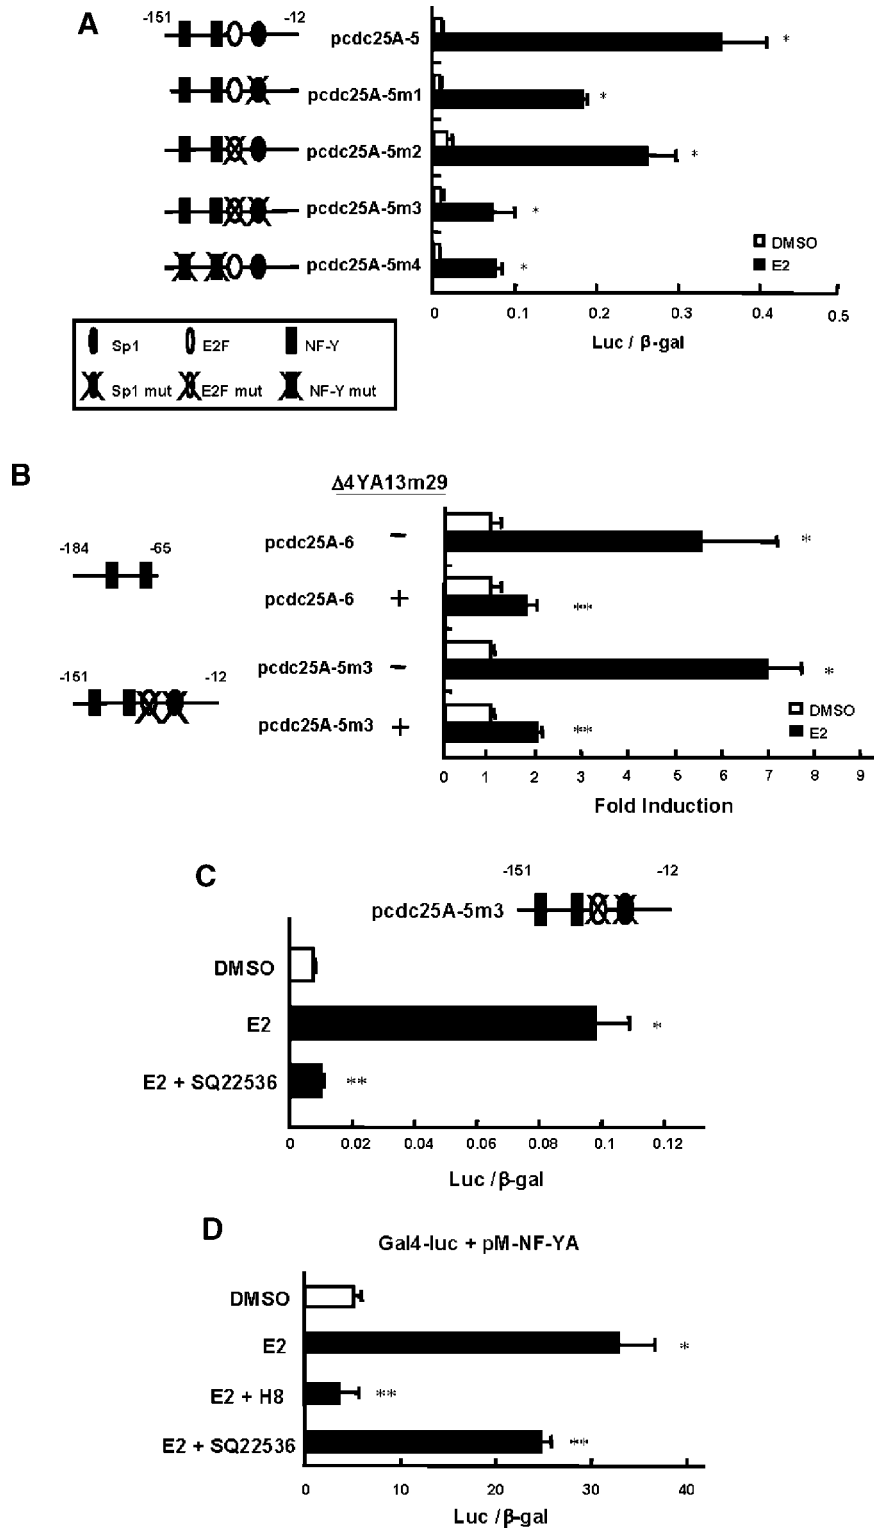 A
-151 -12
pcdc25A-5 *
pcdc25A-5m1 *
pcdc25A-5m2 *
pcdc25A-5m3 *
pcdc25A-5m4 *
DMSO
E2
0 0.1 0.2 0.3 0.4 0.5
Luc / β-gal
Sp1 E2F NF-Y
Sp1 mut E2F mut NF-Y mut
B
Δ4YA13m29
-184 -65
pcdc25A-6 – *
pcdc25A-6 + **
-151 -12
pcdc25A-5m3 – *
pcdc25A-5m3 + **
DMSO
E2
0 1 2 3 4 5 6 7 8 9
Fold Induction
C
-151 -12
pcdc25A-5m3
DMSO
E2 *
E2 + SQ22536 **
0 0.02 0.04 0.06 0.08 0.1 0.12
Luc /β-gal
D
Gal4-luc + pM-NF-YA
DMSO
E2 *
E2 + H8 **
E2 + SQ22536 **
0 10 20 30 40
Luc /β-gal